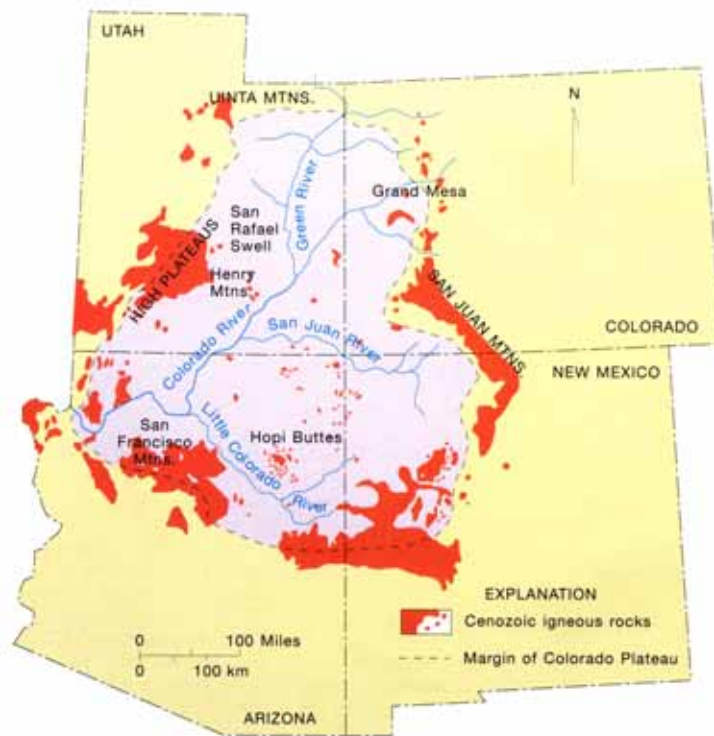 UTAH
UINTA MTNS.
N
Grand Mesa
Green River
San
Rafael
Swell
HIGH PLATEAUS
Henry
Mtns.
SAN JUAN MTNS.
Colorado River
San Juan River
COLORADO
NEW MEXICO
San
Francisco
Mtns.
Little Colorado River
Hopi Buttes
EXPLANATION
Cenozoic igneous rocks
Margin of Colorado Plateau
0 100 Miles
0 100 km
ARIZONA